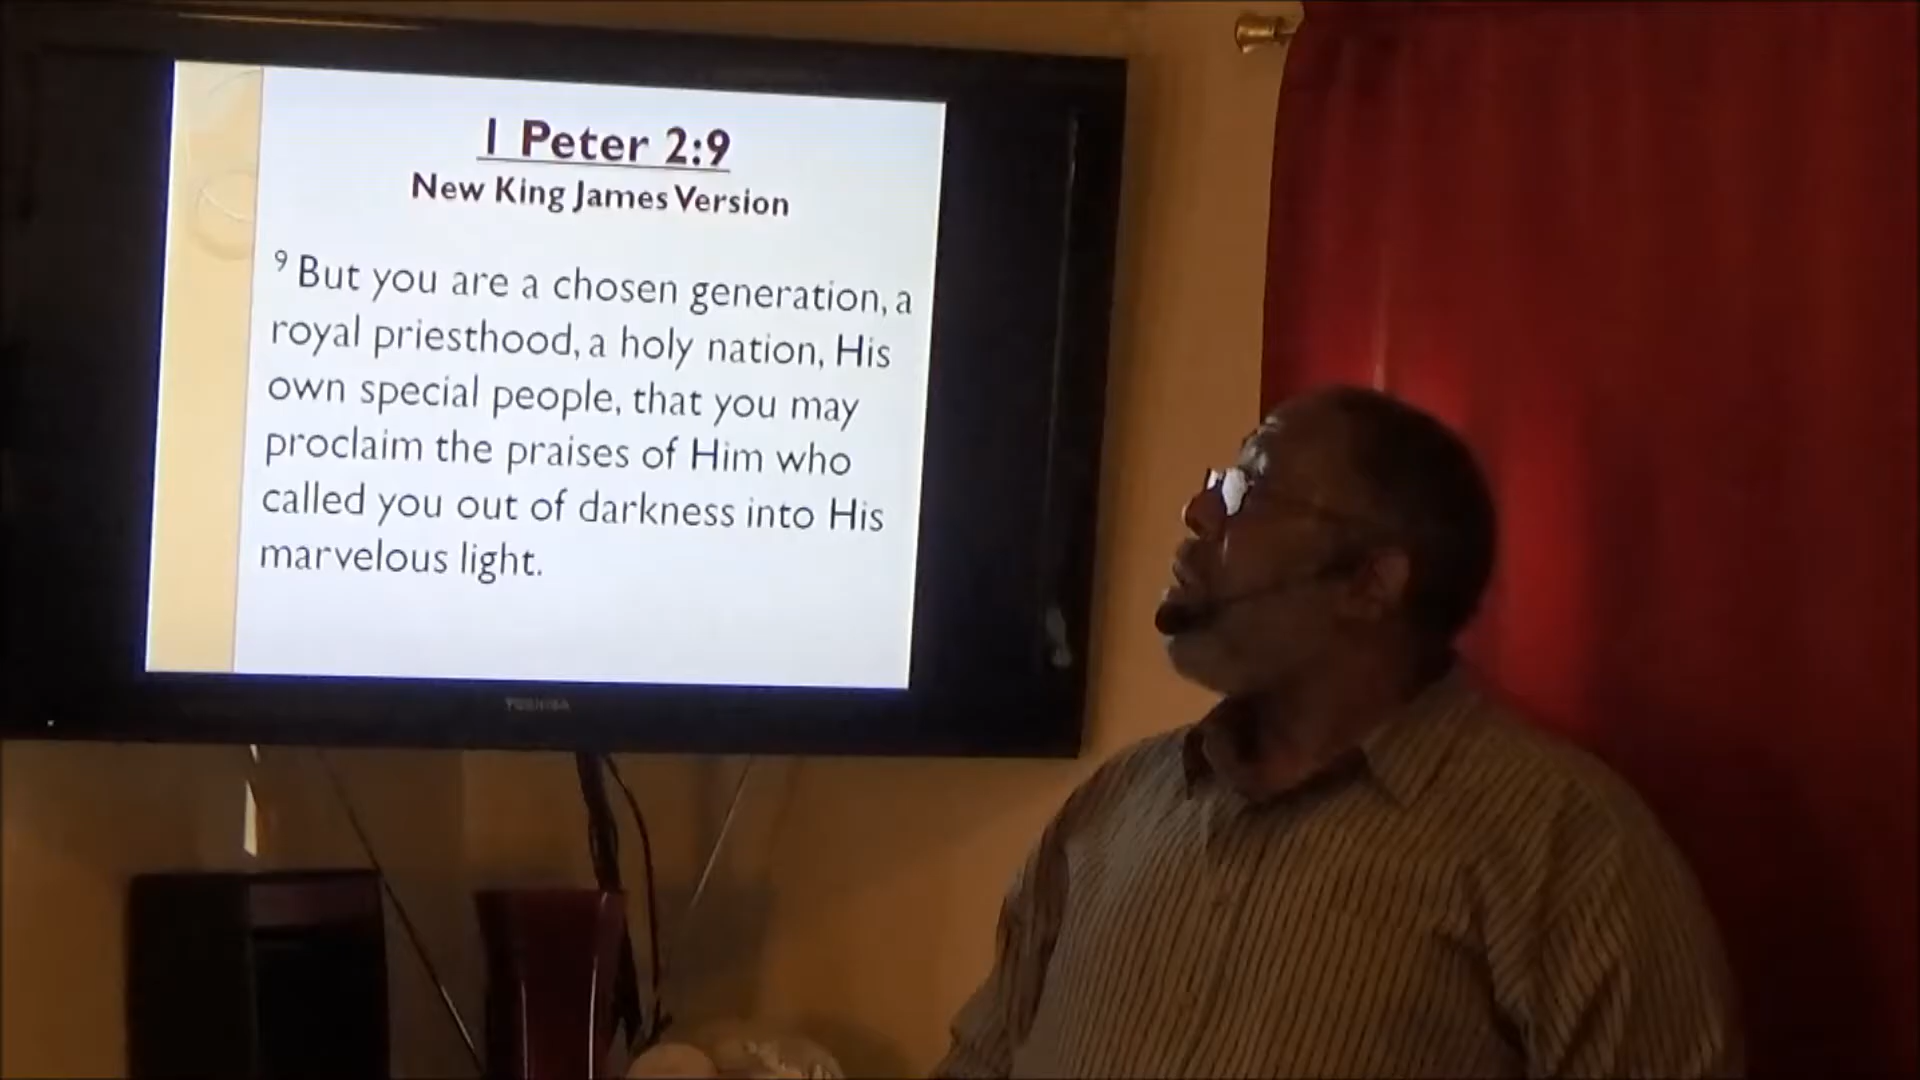 1 Peter 2:9
New King James Version
9 But you are a chosen generation, a
royal priesthood, a holy nation, His
own special people, that you may
proclaim the praises of Him who
called you out of darkness into His
marvelous light.
TOSHIBA